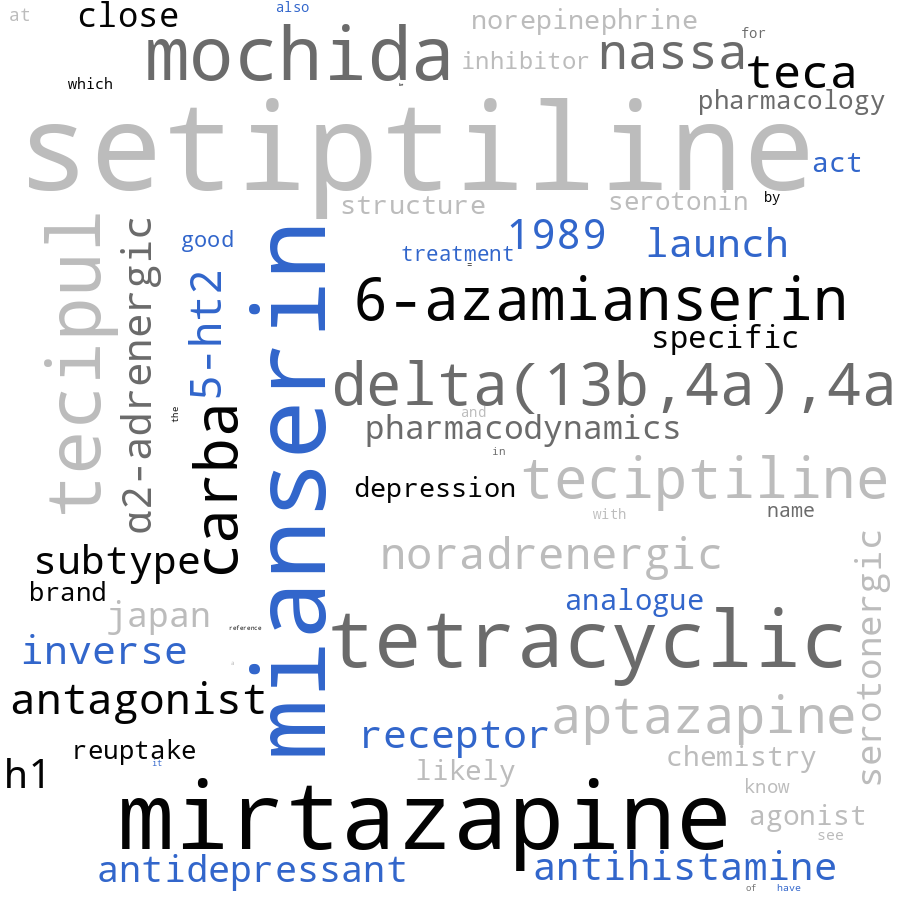 at
close
also
norepinephrine
mochida
inhibitor
nassa
for
teca
which
pharmacology
setiptiline
act
structure
serotonin
by
tecipul
α2-adrenergic
good
5-ht2
mianserin
treatment
1989
launch
6-azamianserin
specific
delta(13b,4a),4a
the
carba
and
pharmacodynamics
in
depression
teciptiline
with
name
subtype
noradrenergic
serotonergic
brand
japan
analogue
reference
tetracyclic
inverse
antagonist
receptor
aptazapine
reuptake
it
h1
likely
chemistry
mirtazapine
know
agonist
see
antidepressant
antihistamine
of
have